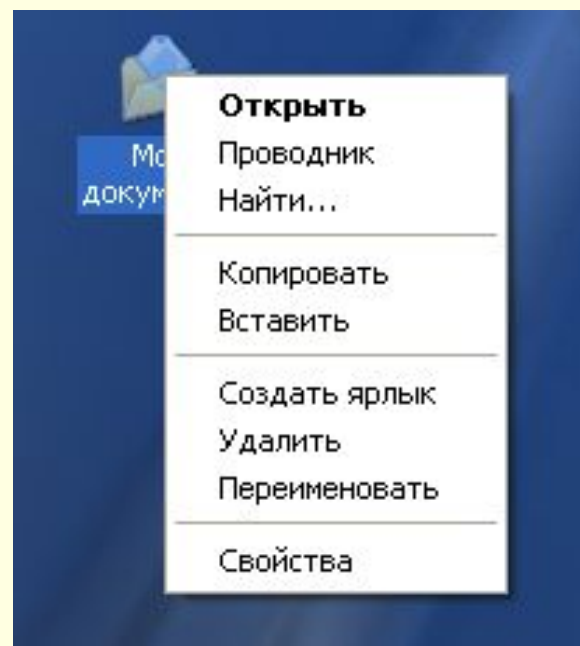 Открыть
Проводник
Найти...
Копировать
Вставить
Создать ярлык
Удалить
Переименовать
Свойства